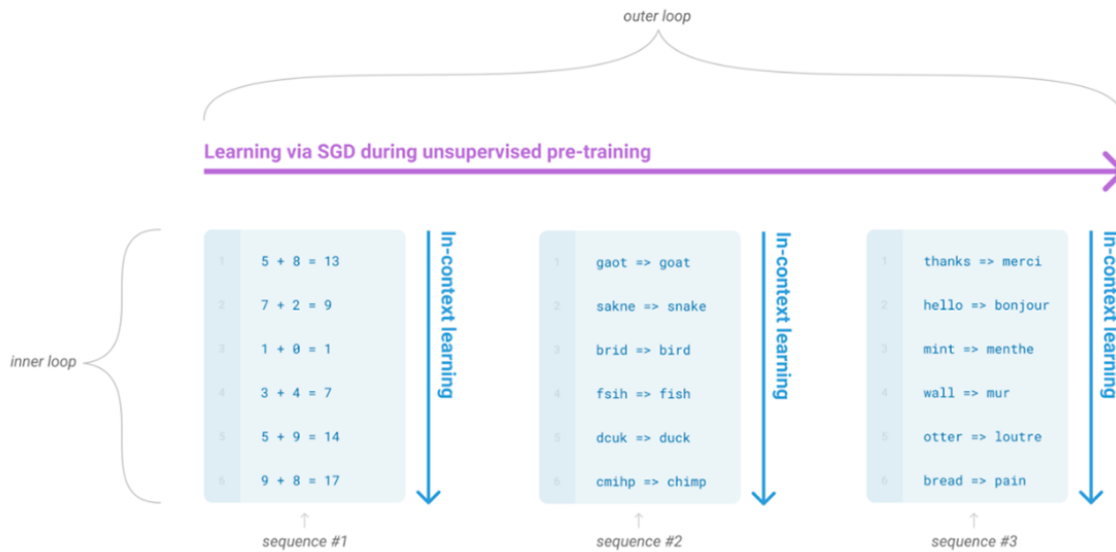 outer loop
Learning via SGD during unsupervised pre-training
inner loop
1 5 + 8 = 13
2 7 + 2 = 9
3 1 + 0 = 1
4 3 + 4 = 7
5 5 + 9 = 14
6 9 + 8 = 17
In-context learning
sequence #1
1 gaot => goat
2 sakne => snake
3 brid => bird
4 fsih => fish
5 dcuk => duck
6 cmihp => chimp
In-context learning
sequence #2
1 thanks => merci
2 hello => bonjour
3 mint => menthe
4 wall => mur
5 otter => loutre
6 bread => pain
In-context learning
sequence #3